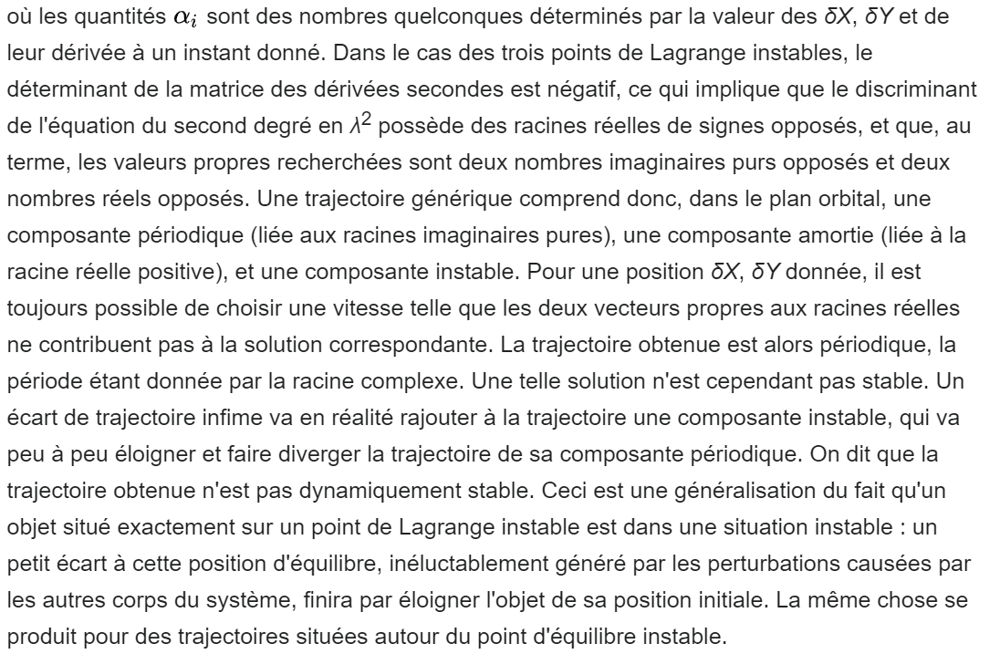 où les quantités αᵢ sont des nombres quelconques déterminés par la valeur des δX, δY et de
leur dérivée à un instant donné. Dans le cas des trois points de Lagrange instables, le
déterminant de la matrice des dérivées secondes est négatif, ce qui implique que le discriminant
de l'équation du second degré en λ² possède des racines réelles de signes opposés, et que, au
terme, les valeurs propres recherchées sont deux nombres imaginaires purs opposés et deux
nombres réels opposés. Une trajectoire générique comprend donc, dans le plan orbital, une
composante périodique (liée aux racines imaginaires pures), une composante amortie (liée à la
racine réelle positive), et une composante instable. Pour une position δX, δY donnée, il est
toujours possible de choisir une vitesse telle que les deux vecteurs propres aux racines réelles
ne contribuent pas à la solution correspondante. La trajectoire obtenue est alors périodique, la
période étant donnée par la racine complexe. Une telle solution n'est cependant pas stable. Un
écart de trajectoire infime va en réalité rajouter à la trajectoire une composante instable, qui va
peu à peu éloigner et faire diverger la trajectoire de sa composante périodique. On dit que la
trajectoire obtenue n'est pas dynamiquement stable. Ceci est une généralisation du fait qu'un
objet situé exactement sur un point de Lagrange instable est dans une situation instable : un
petit écart à cette position d'équilibre, inéluctablement généré par les perturbations causées par
les autres corps du système, finira par éloigner l'objet de sa position initiale. La même chose se
produit pour des trajectoires situées autour du point d'équilibre instable.